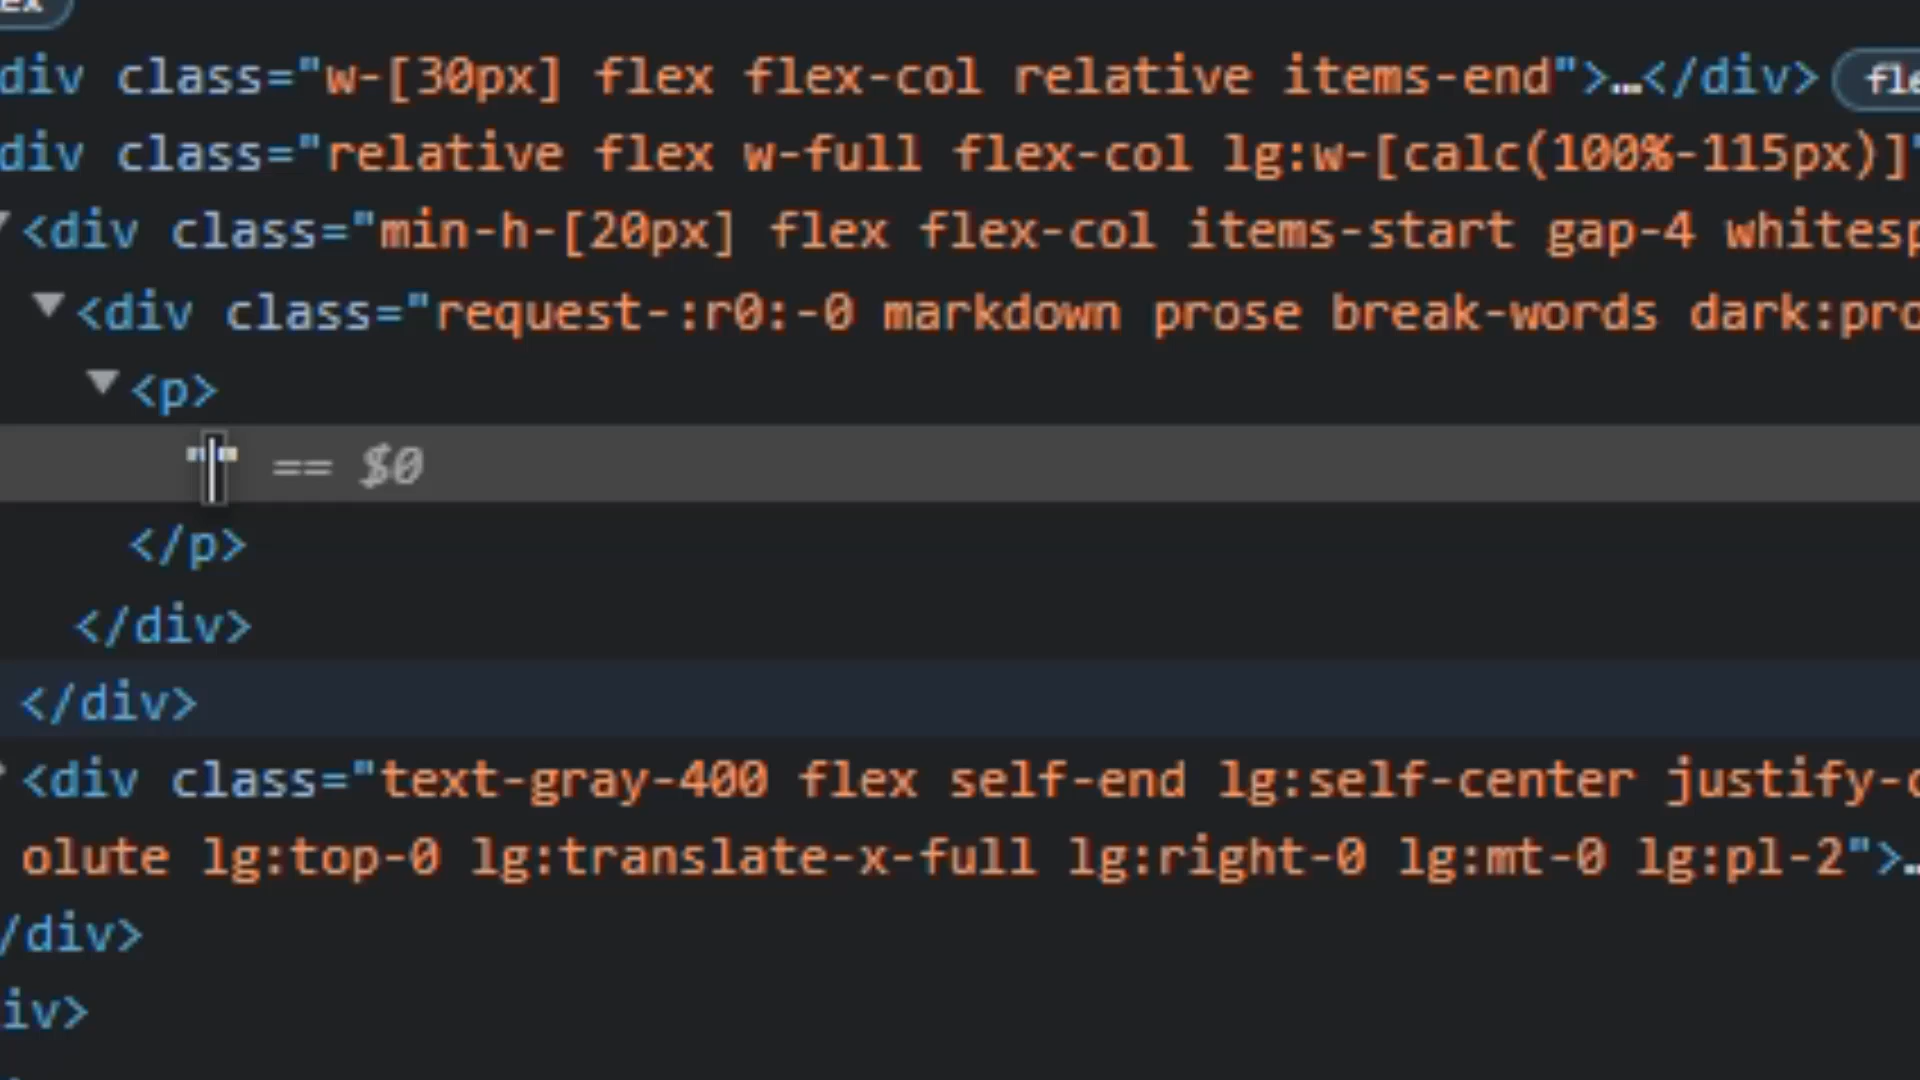 ex
div class="w-[30px] flex flex-col relative items-end">…</div> fle
div class="relative flex w-full flex-col lg:w-[calc(100%-115px)]"
<div class="min-h-[20px] flex flex-col items-start gap-4 whitesp
<div class="request-:r0:-0 markdown prose break-words dark:pro
<p>
"" == $0
</p>
</div>
</div>
<div class="text-gray-400 flex self-end lg:self-center justify-c
olute lg:top-0 lg:translate-x-full lg:right-0 lg:mt-0 lg:pl-2">…
/div>
iv>